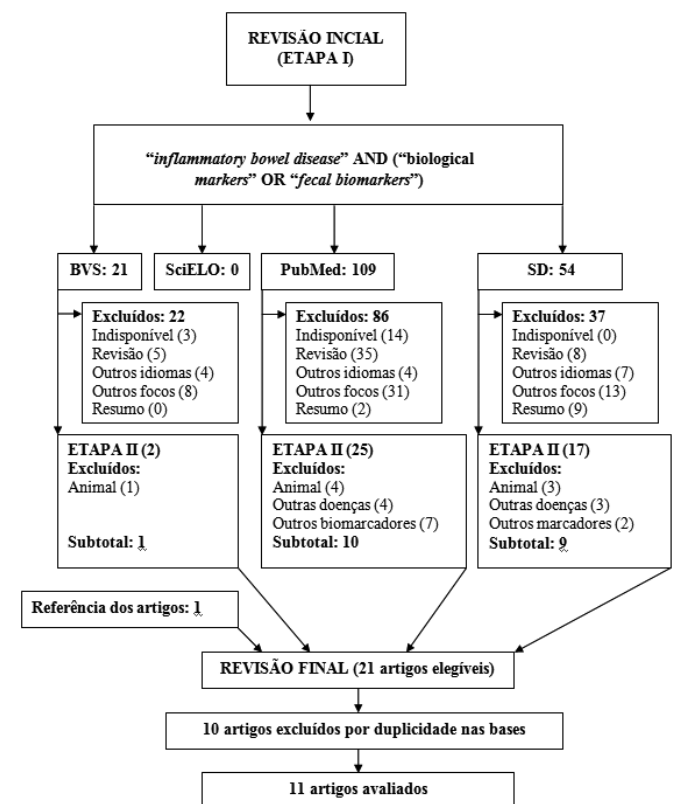 REVISÃO INCIAL
(ETAPA I)
“inflammatory bowel disease” AND (“biological
markers” OR “fecal biomarkers”)
BVS: 21
SciELO: 0
PubMed: 109
SD: 54
Excluídos: 22
Indisponível (3)
Revisão (5)
Outros idiomas (4)
Outros focos (8)
Resumo (0)
Excluídos: 86
Indisponível (14)
Revisão (35)
Outros idiomas (4)
Outros focos (31)
Resumo (2)
Excluídos: 37
Indisponível (0)
Revisão (8)
Outros idiomas (7)
Outros focos (13)
Resumo (9)
ETAPA II (2)
Excluídos:
Animal (1)
Subtotal: 1
ETAPA II (25)
Excluídos:
Animal (4)
Outras doenças (4)
Outros biomarcadores (7)
Subtotal: 10
ETAPA II (17)
Excluídos:
Animal (3)
Outras doenças (3)
Outros marcadores (2)
Subtotal: 9
Referência dos artigos: 1
REVISÃO FINAL (21 artigos elegíveis)
10 artigos excluídos por duplicidade nas bases
11 artigos avaliados